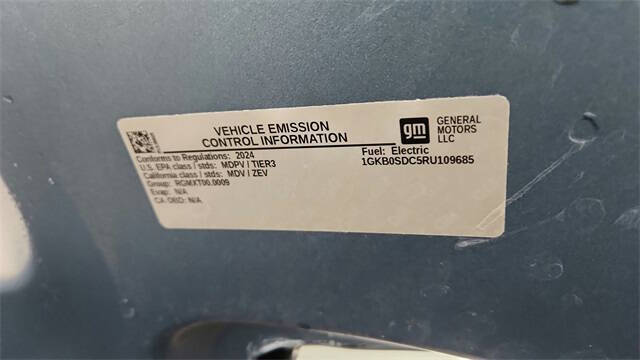 VEHICLE EMISSION
CONTROL INFORMATION
gm
GENERAL
MOTORS
LLC
Conforms to Regulations: 2024
U.S. EPA class / stds: MDPV / TIER3
California class / stds: MDV / ZEV
Group: RGMXT00.0009
Evap: N/A
CA OBD: N/A
Fuel: Electric
1GKB0SDC5RU109685